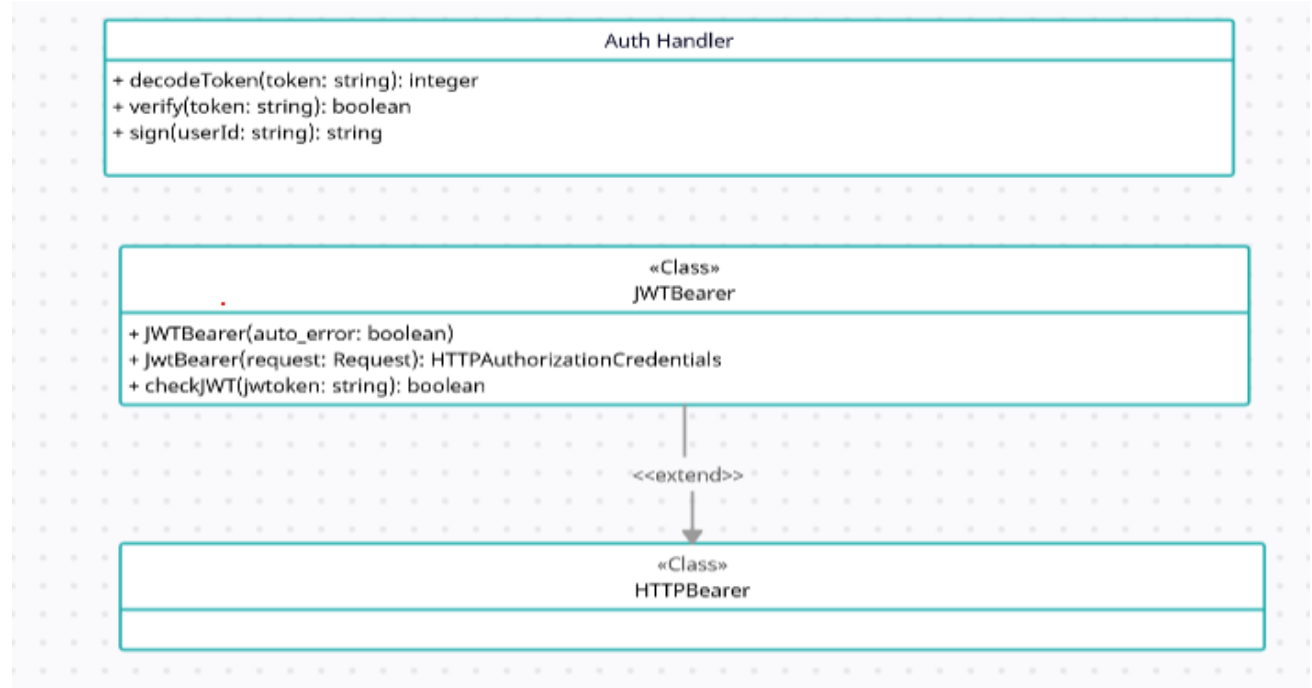 Auth Handler
+ decodeToken(token: string): integer
+ verify(token: string): boolean
+ sign(userId: string): string
«Class»
JWTBearer
+ JWTBearer(auto_error: boolean)
+ JwtBearer(request: Request): HTTPAuthorizationCredentials
+ checkJWT(jwtoken: string): boolean
<<extend>>
«Class»
HTTPBearer